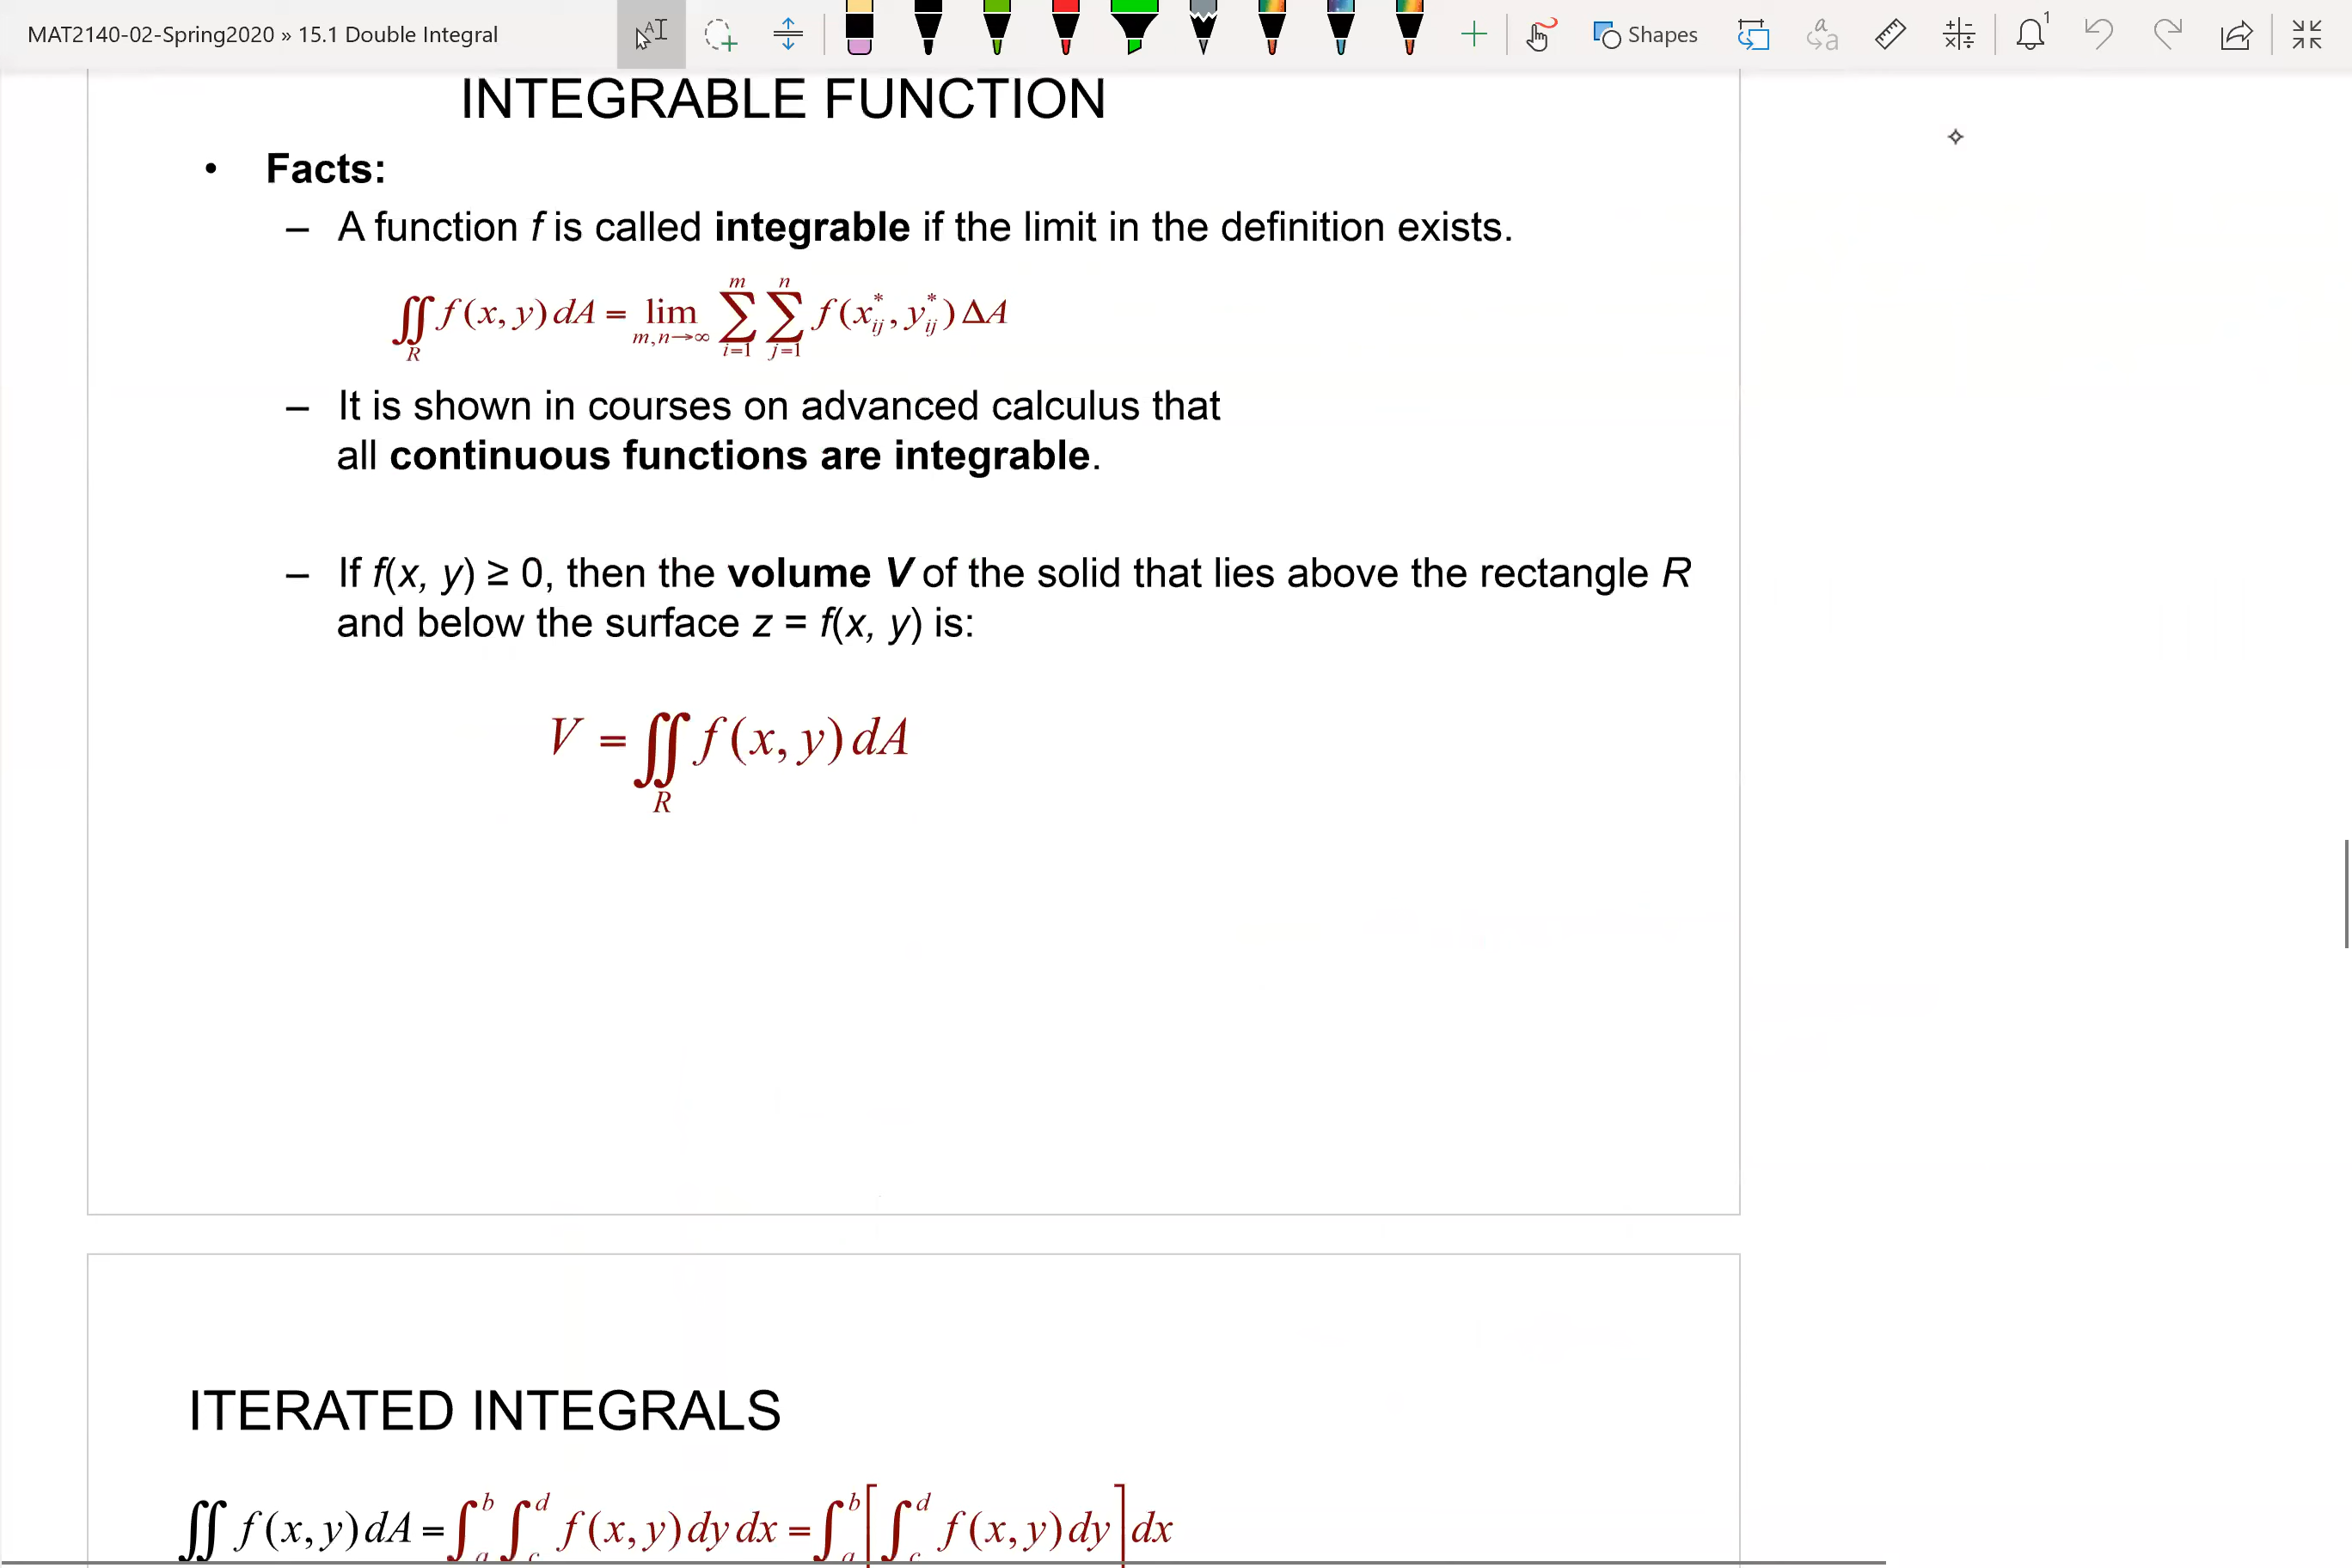 MAT2140-02-Spring2020 » 15.1 Double Integral
Shapes
1
INTEGRABLE FUNCTION
• Facts:
– A function f is called integrable if the limit in the definition exists.
∬_R f(x, y) dA = lim_{m,n→∞} ∑_{i=1}^{m} ∑_{j=1}^{n} f(x*_{ij}, y*_{ij}) ΔA
– It is shown in courses on advanced calculus that
all continuous functions are integrable.
– If f(x, y) ≥ 0, then the volume V of the solid that lies above the rectangle R
and below the surface z = f(x, y) is:
V = ∬_R f(x, y) dA
ITERATED INTEGRALS
∬ f(x, y) dA = ∫_a^b ∫_c^d f(x, y) dy dx = ∫_a^b [∫_c^d f(x, y) dy] dx